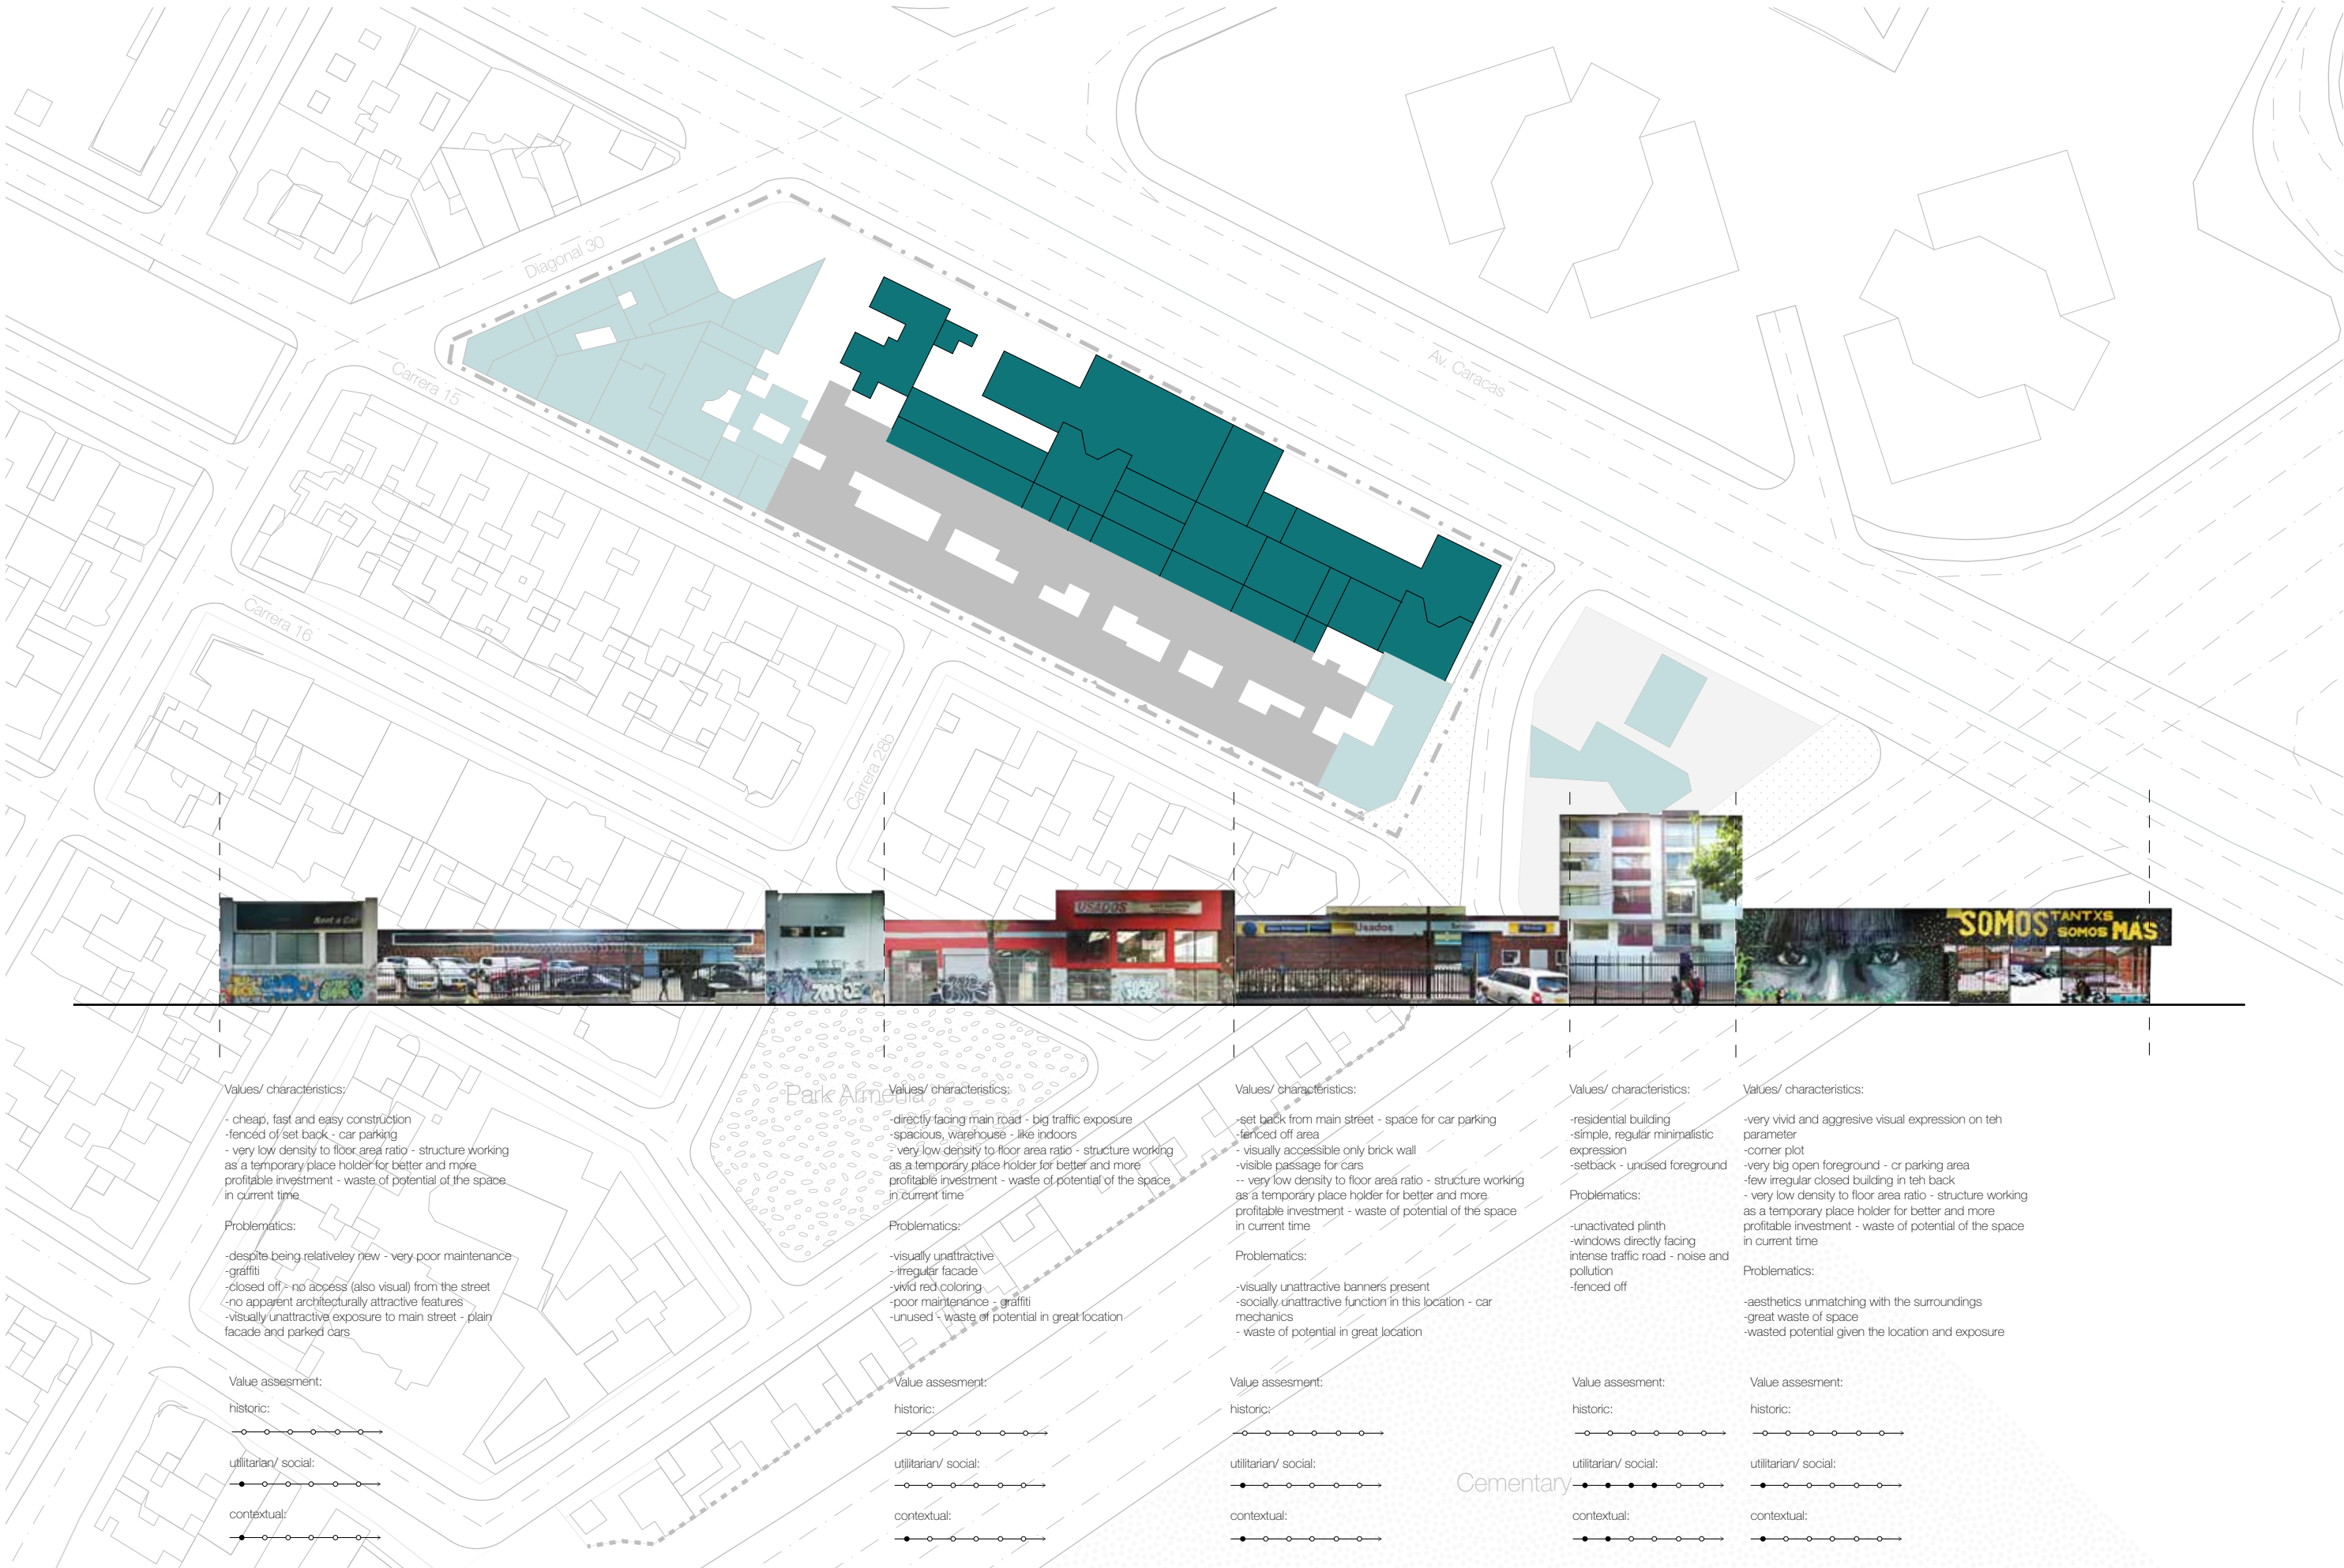 Diagonal 30
Carrera 15
Av. Caracas
Carrera 16
Carrera 28b
Rent a Car
USADOS
Usados
SOMOS TANTXS
SOMOS MÁS
Park Armenia
Values/ characteristics:
- cheap, fast and easy construction
-fenced of set back - car parking
- very low density to floor area ratio - structure working
as a temporary place holder for better and more
profitable investment - waste of potential of the space
in current time
Problematics:
-despite being relativeley new - very poor maintenance
-graffiti
-closed off - no access (also visual) from the street
-no apparent architecturally attractive features
-visually unattractive exposure to main street - plain
facade and parked cars
Value assesment:
historic:
utilitarian/ social:
contextual:
Values/ characteristics:
-directly facing main road - big traffic exposure
-spacious, warehouse - like indoors
- very low density to floor area ratio - structure working
as a temporary place holder for better and more
profitable investment - waste of potential of the space
in current time
Problematics:
-visually unattractive
- irregular facade
-vivid red coloring
-poor maintenance - graffiti
-unused - waste of potential in great location
Value assesment:
historic:
utilitarian/ social:
contextual:
Values/ characteristics:
-set back from main street - space for car parking
-fenced off area
- visually accessible only brick wall
-visible passage for cars
-- very low density to floor area ratio - structure working
as a temporary place holder for better and more
profitable investment - waste of potential of the space
in current time
Problematics:
-visually unattractive banners present
-socially unattractive function in this location - car
mechanics
- waste of potential in great location
Value assesment:
historic:
utilitarian/ social:
contextual:
Values/ characteristics:
-residential building
-simple, regular minimalistic
expression
-setback - unused foreground
Problematics:
-unactivated plinth
-windows directly facing
intense traffic road - noise and
pollution
-fenced off
Value assesment:
historic:
utilitarian/ social:
contextual:
Values/ characteristics:
-very vivid and aggresive visual expression on teh
parameter
-corner plot
-very big open foreground - cr parking area
-few irregular closed building in teh back
- very low density to floor area ratio - structure working
as a temporary place holder for better and more
profitable investment - waste of potential of the space
in current time
Problematics:
-aesthetics unmatching with the surroundings
-great waste of space
-wasted potential given the location and exposure
Value assesment:
historic:
utilitarian/ social:
contextual:
Cementary